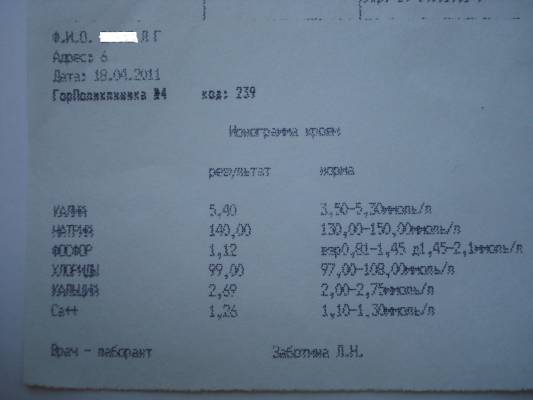 Ф.И.О. Л Г
Адрес: 6
Дата: 18.04.2011
ГорПоликлиника №4 код: 239
Ионограмма крови
результат норма
КАЛИЙ 5,40 3,50-5,30ммоль/л
НАТРИЙ 140,00 130,00-150,00ммоль/л
ФОСФОР 1,12 взр0,81-1,45 д1,45-2,1ммоль/л
ХЛОРИДЫ 99,00 97,00-108,00ммоль/л
КАЛЬЦИЙ 2,69 2,00-2,75ммоль/л
Ca++ 1,26 1,10-1,30ммоль/л
Врач - лаборант Заботина Л.Н.